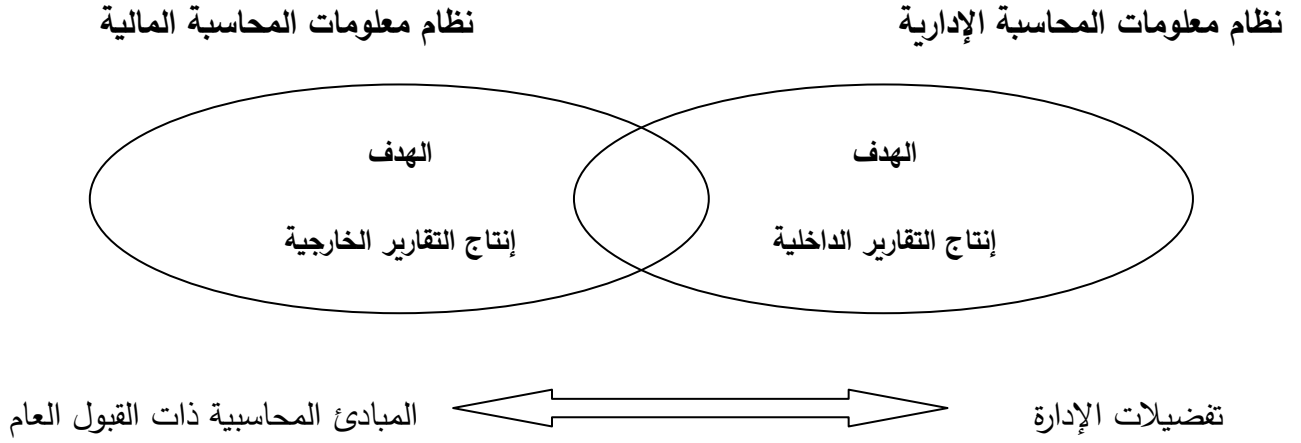 نظام معلومات المحاسبة الإدارية
نظام معلومات المحاسبة المالية
الهدف
إنتاج التقارير الداخلية
الهدف
إنتاج التقارير الخارجية
تفضيلات الإدارة
المبادئ المحاسبية ذات القبول العام